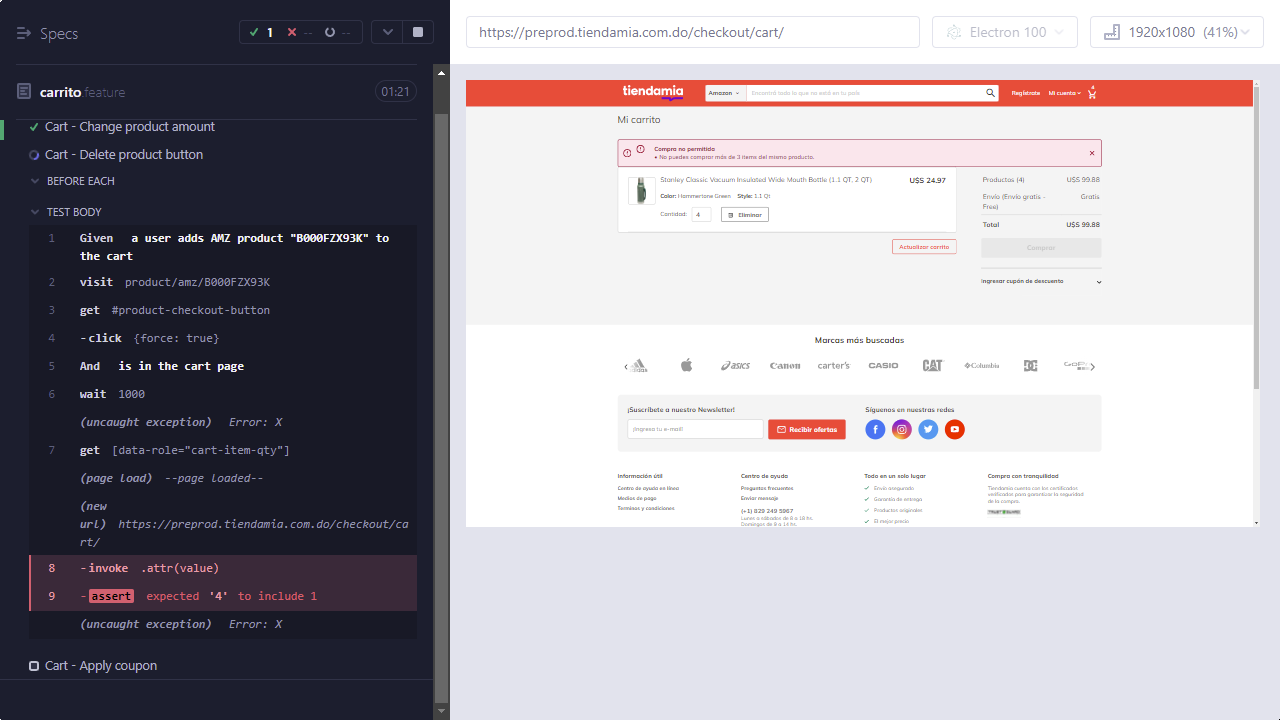 Specs
1
--
--
carrito feature
01:21
Cart - Change product amount
Cart - Delete product button
BEFORE EACH
TEST BODY
1 Given a user adds AMZ product "B000FZX93K" to
the cart
2 visit product/amz/B000FZX93K
3 get #product-checkout-button
4 -click {force: true}
5 And is in the cart page
6 wait 1000
(uncaught exception) Error: X
7 get [data-role="cart-item-qty"]
(page load) --page loaded--
(new
url) https://preprod.tiendamia.com.do/checkout/ca
rt/
8 -invoke .attr(value)
9 -assert expected '4' to include 1
(uncaught exception) Error: X
Cart - Apply coupon
https://preprod.tiendamia.com.do/checkout/cart/
Electron 100
1920x1080 (41%)
tiendamia
Amazon
Encontrá todo lo que no está en tu país
Regístrate
Mi cuenta
4
Mi carrito
Compra no permitida
• No puedes comprar más de 3 items del mismo producto.
Stanley Classic Vacuum Insulated Wide Mouth Bottle (1.1 QT, 2 QT)
U$S 24,97
Color: Hammertone Green Style: 1.1 Qt
Cantidad: 4 Eliminar
Actualizar carrito
Productos (4) U$S 99.88
Envío (Envío gratis - Free) Gratis
Total U$S 99.88
Comprar
Ingresar cupón de descuento
Marcas más buscadas
adidas
asics
Canon
carter's
CASIO
CAT
Columbia
DC
GoPro
¡Suscríbete a nuestro Newsletter!
¡Ingresa tu e-mail!
Recibir ofertas
Síguenos en nuestras redes
Información útil
Centro de ayuda en línea
Medios de pago
Terminos y condiciones
Centro de ayuda
Preguntas frecuentes
Enviar mensaje
(+1) 829 249 5967
Lunes a sábados de 8 a 18 hs.
Domingos de 8 a 14 hs.
Todo en un solo lugar
Envío asegurado
Garantía de entrega
Productos originales
El mejor precio
Compra con tranquilidad
Tiendamia cuenta con los certificados
verificados para garantizar la seguridad
de la compra.